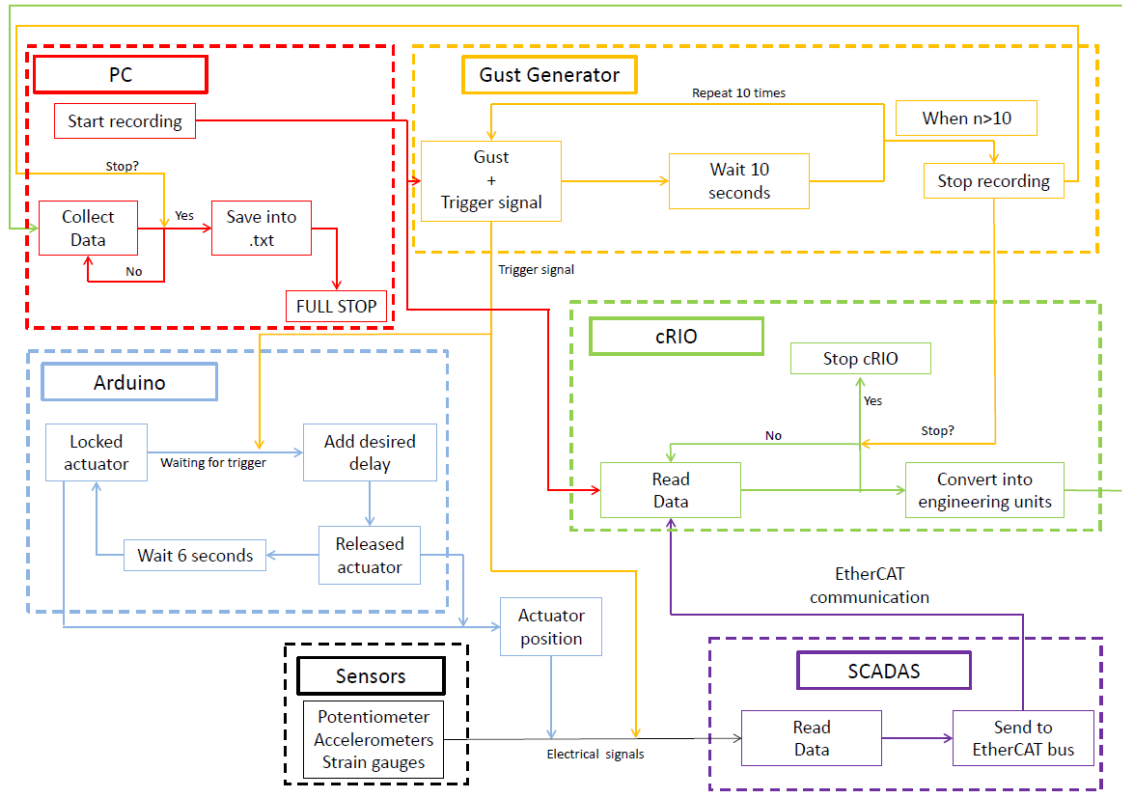 PC
Start recording
Stop?
Collect
Data
Yes
No
Save into
.txt
FULL STOP
Gust Generator
Repeat 10 times
When n>10
Gust
+
Trigger signal
Wait 10
seconds
Stop recording
Trigger signal
cRIO
Stop cRIO
Yes
No
Stop?
Read
Data
Convert into
engineering units
Arduino
Locked
actuator
Waiting for trigger
Add desired
delay
Wait 6 seconds
Released
actuator
Actuator
position
EtherCAT
communication
Sensors
Potentiometer
Accelerometers
Strain gauges
Electrical signals
SCADAS
Read
Data
Send to
EtherCAT bus